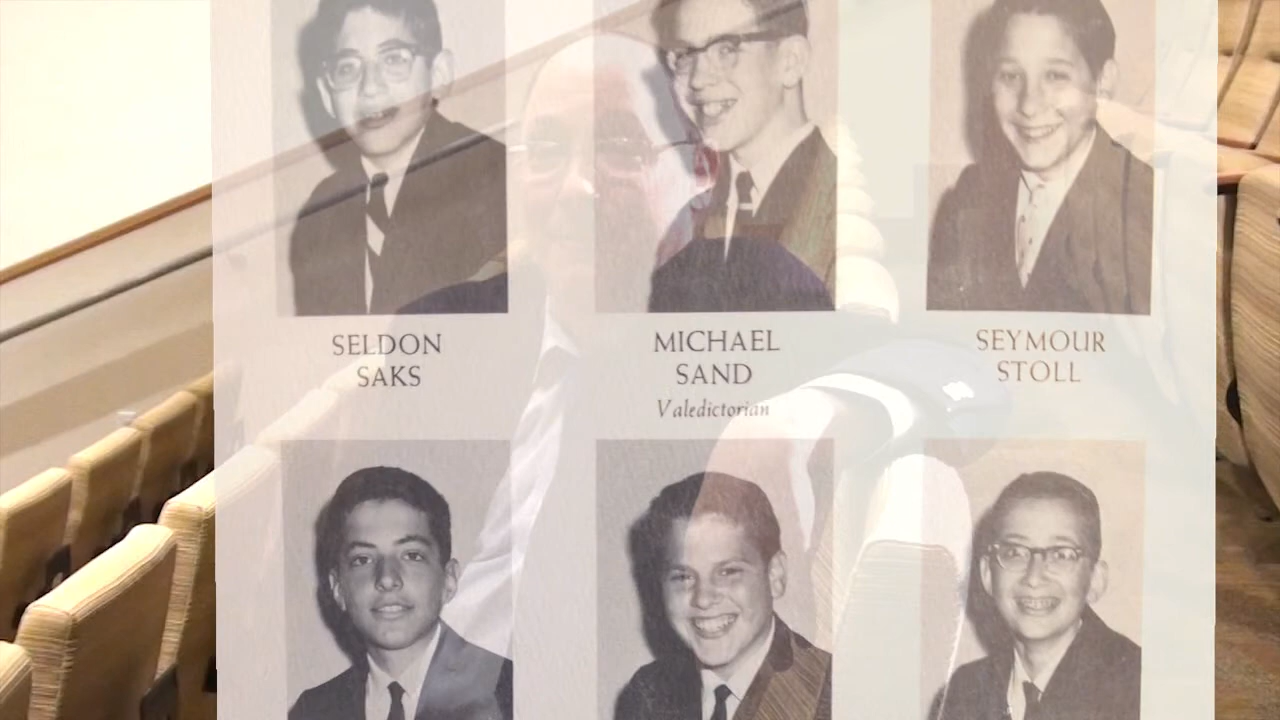 SELDON
SAKS
MICHAEL
SAND
Valedictorian
SEYMOUR
STOLL